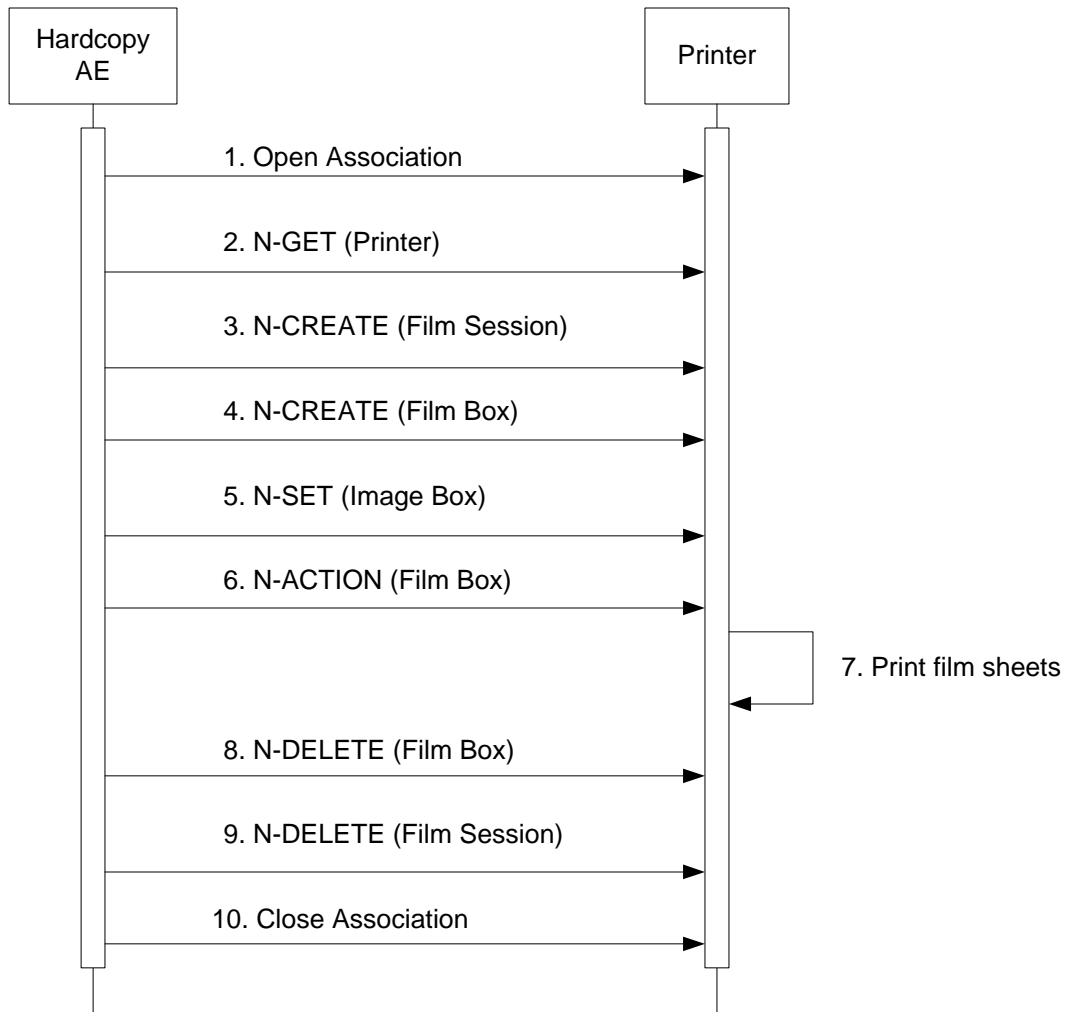 Hardcopy
AE
Printer
1. Open Association
2. N-GET (Printer)
3. N-CREATE (Film Session)
4. N-CREATE (Film Box)
5. N-SET (Image Box)
6. N-ACTION (Film Box)
7. Print film sheets
8. N-DELETE (Film Box)
9. N-DELETE (Film Session)
10. Close Association